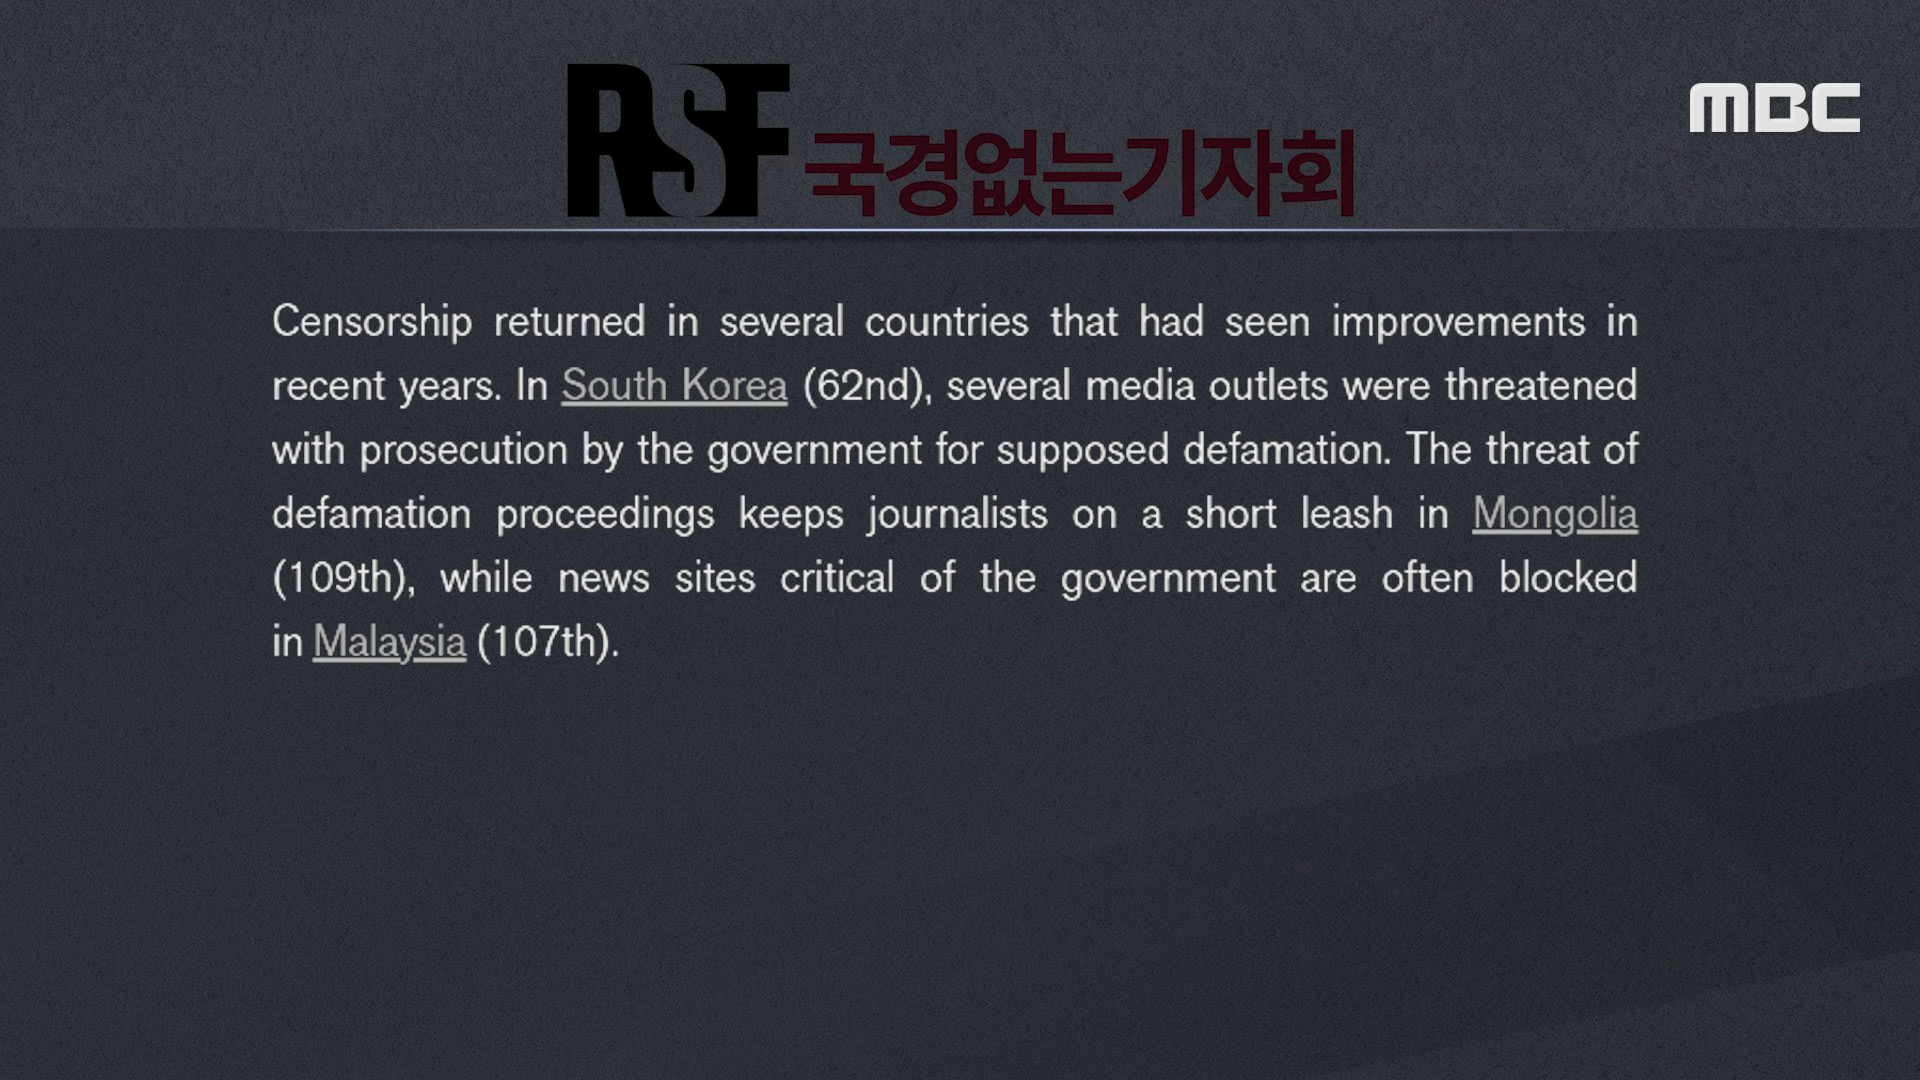 RSF 국경없는기자회
MBC
Censorship returned in several countries that had seen improvements in
recent years. In South Korea (62nd), several media outlets were threatened
with prosecution by the government for supposed defamation. The threat of
defamation proceedings keeps journalists on a short leash in Mongolia
(109th), while news sites critical of the government are often blocked
in Malaysia (107th).